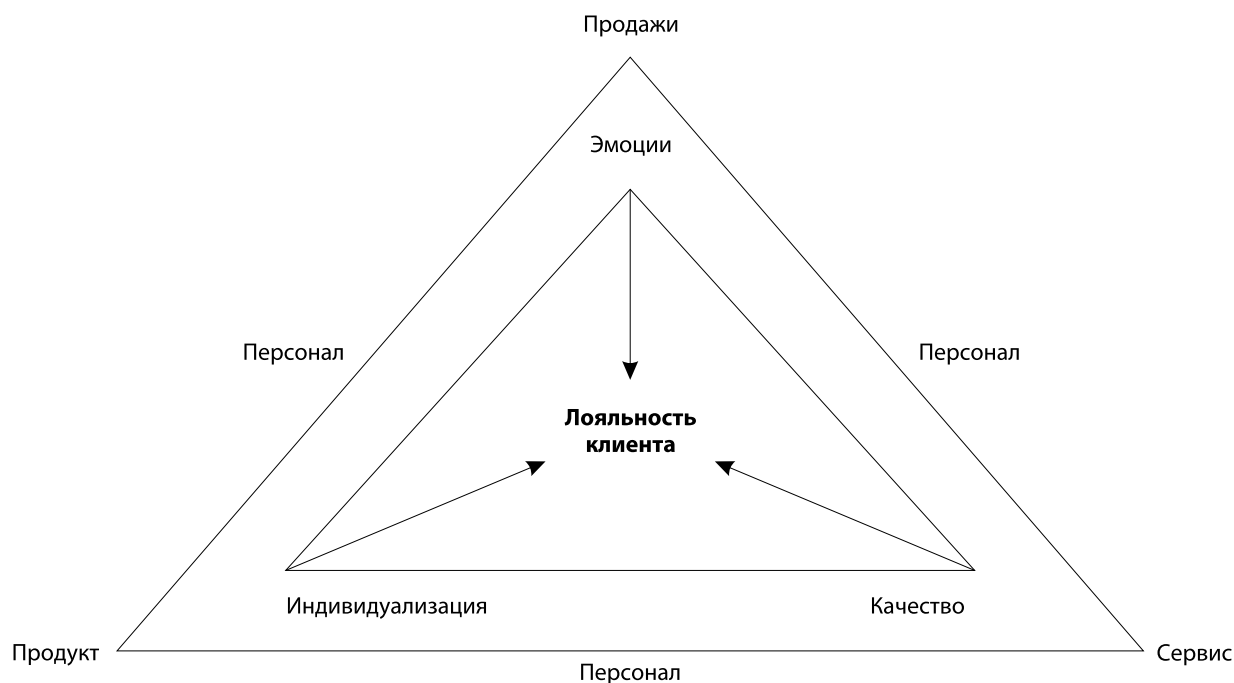 Продажи
Эмоции
Персонал
Персонал
Лояльность
клиента
Индивидуализация
Качество
Продукт
Сервис
Персонал